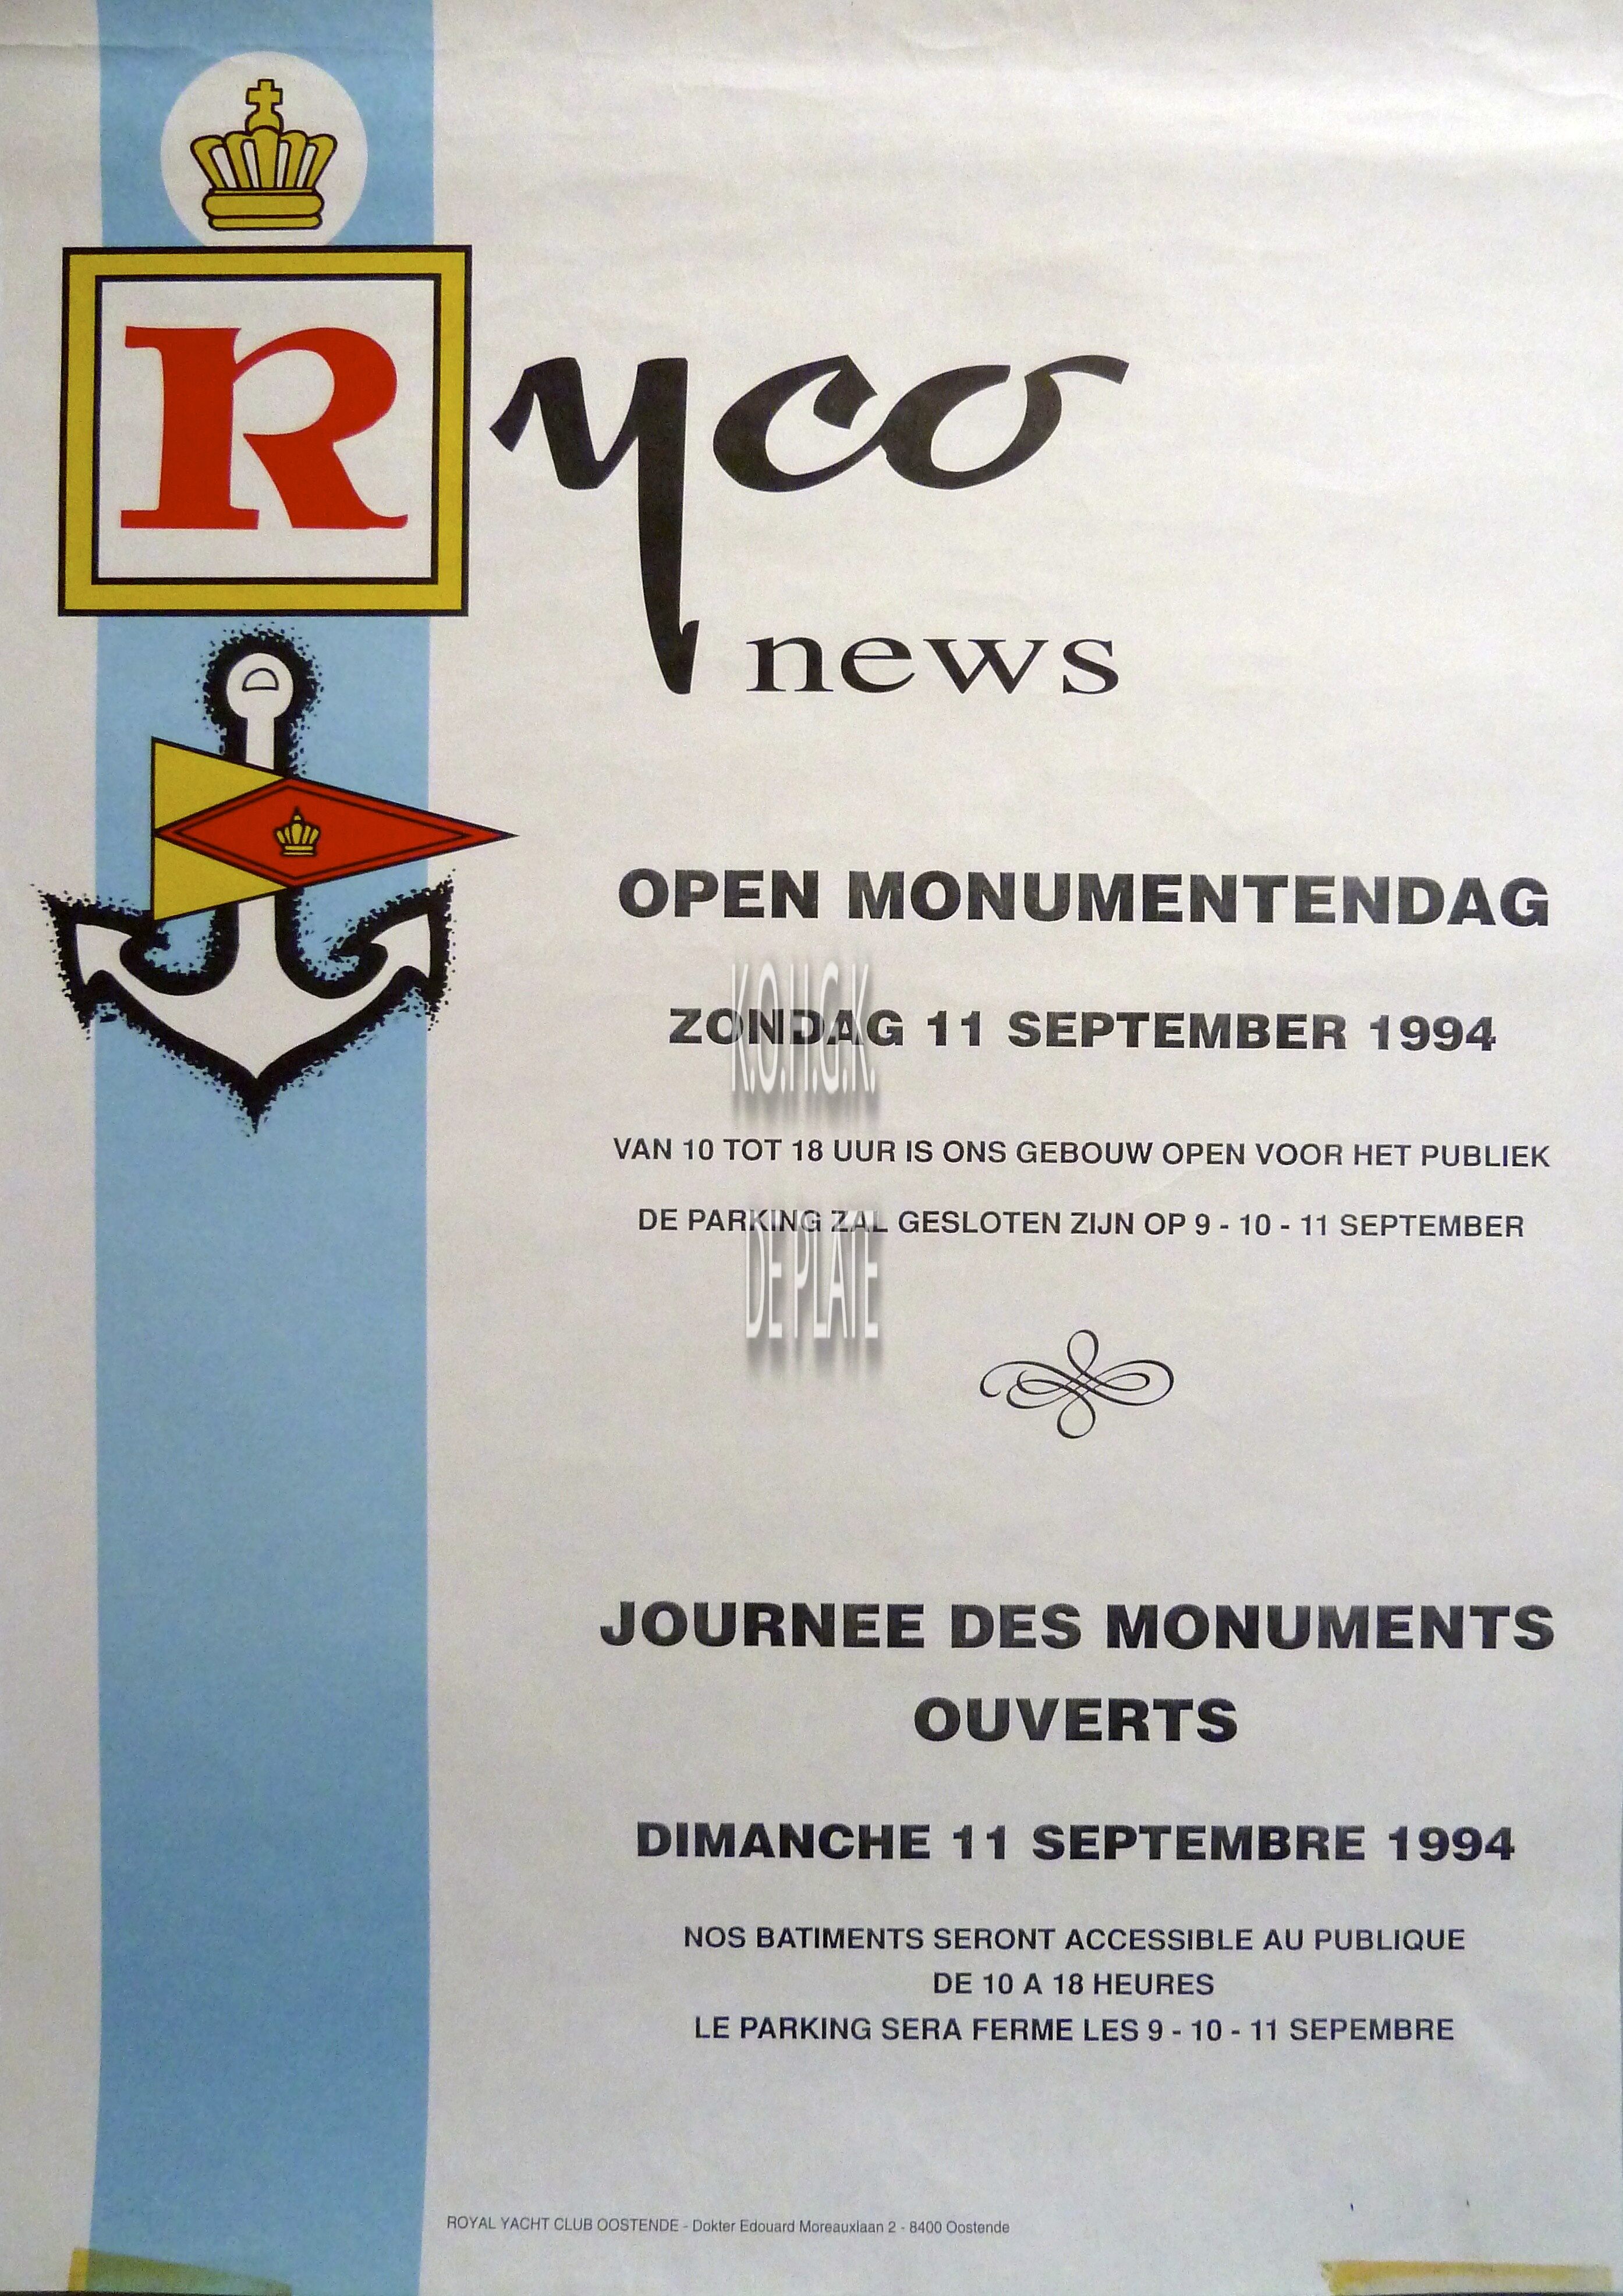 Ryco
news
OPEN MONUMENTENDAG
ZONDAG 11 SEPTEMBER 1994
K.O.H.G.K.
VAN 10 TOT 18 UUR IS ONS GEBOUW OPEN VOOR HET PUBLIEK
DE PARKING ZAL GESLOTEN ZIJN OP 9 - 10 - 11 SEPTEMBER
DE PLATE
JOURNEE DES MONUMENTS
OUVERTS
DIMANCHE 11 SEPTEMBRE 1994
NOS BATIMENTS SERONT ACCESSIBLE AU PUBLIQUE
DE 10 A 18 HEURES
LE PARKING SERA FERME LES 9 - 10 - 11 SEPEMBRE
ROYAL YACHT CLUB OOSTENDE - Dokter Edouard Moreauxlaan 2 - 8400 Oostende